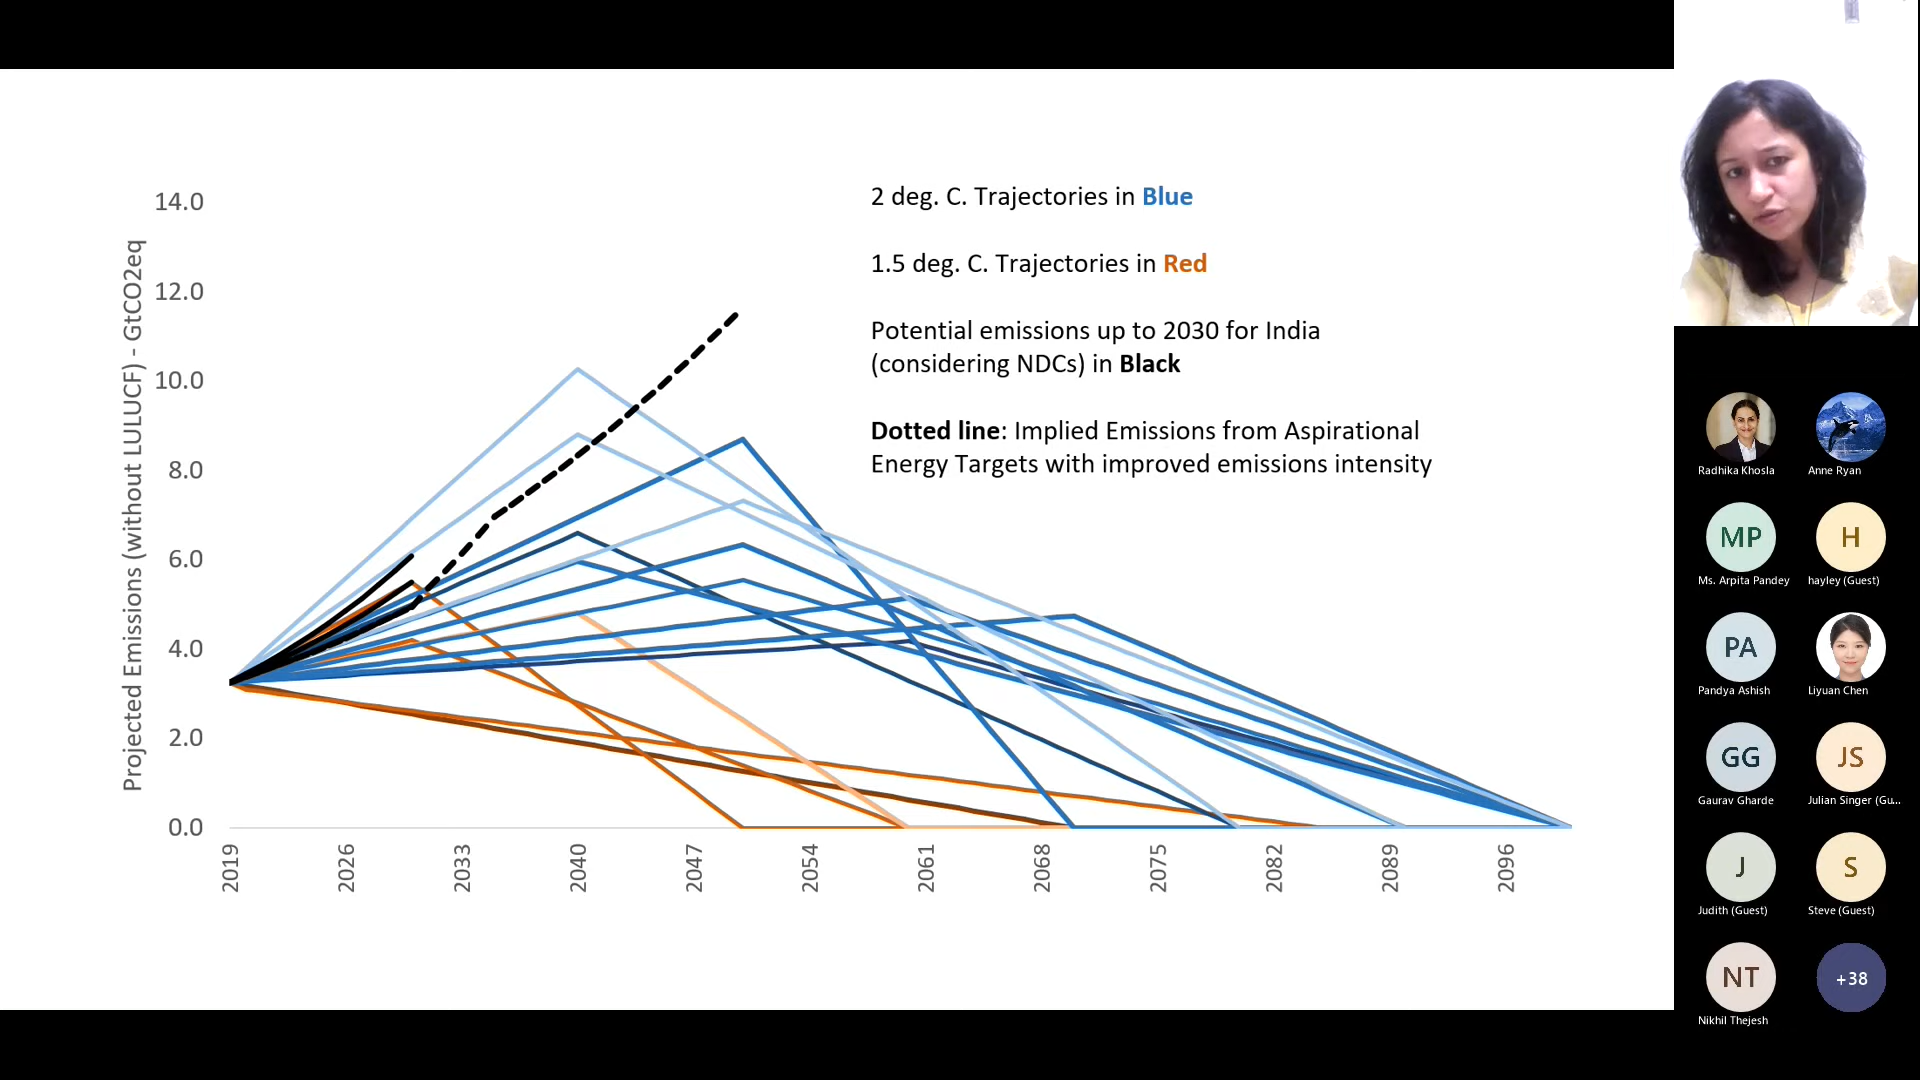 2 deg. C. Trajectories in Blue
1.5 deg. C. Trajectories in Red
Potential emissions up to 2030 for India
(considering NDCs) in Black
Dotted line: Implied Emissions from Aspirational
Energy Targets with improved emissions intensity
Projected Emissions (without LULUCF) - GtCO2eq
14.0
12.0
10.0
8.0
6.0
4.0
2.0
0.0
2019
2026
2033
2040
2047
2054
2061
2068
2075
2082
2089
2096
Radhika Khosla
Anne Ryan
MP
H
Ms. Arpita Pandey
hayley (Guest)
PA
Pandya Ashish
Liyuan Chen
GG
JS
Gaurav Gharde
Julian Singer (Gu...
J
S
Judith (Guest)
Steve (Guest)
NT
+38
Nikhil Thejesh